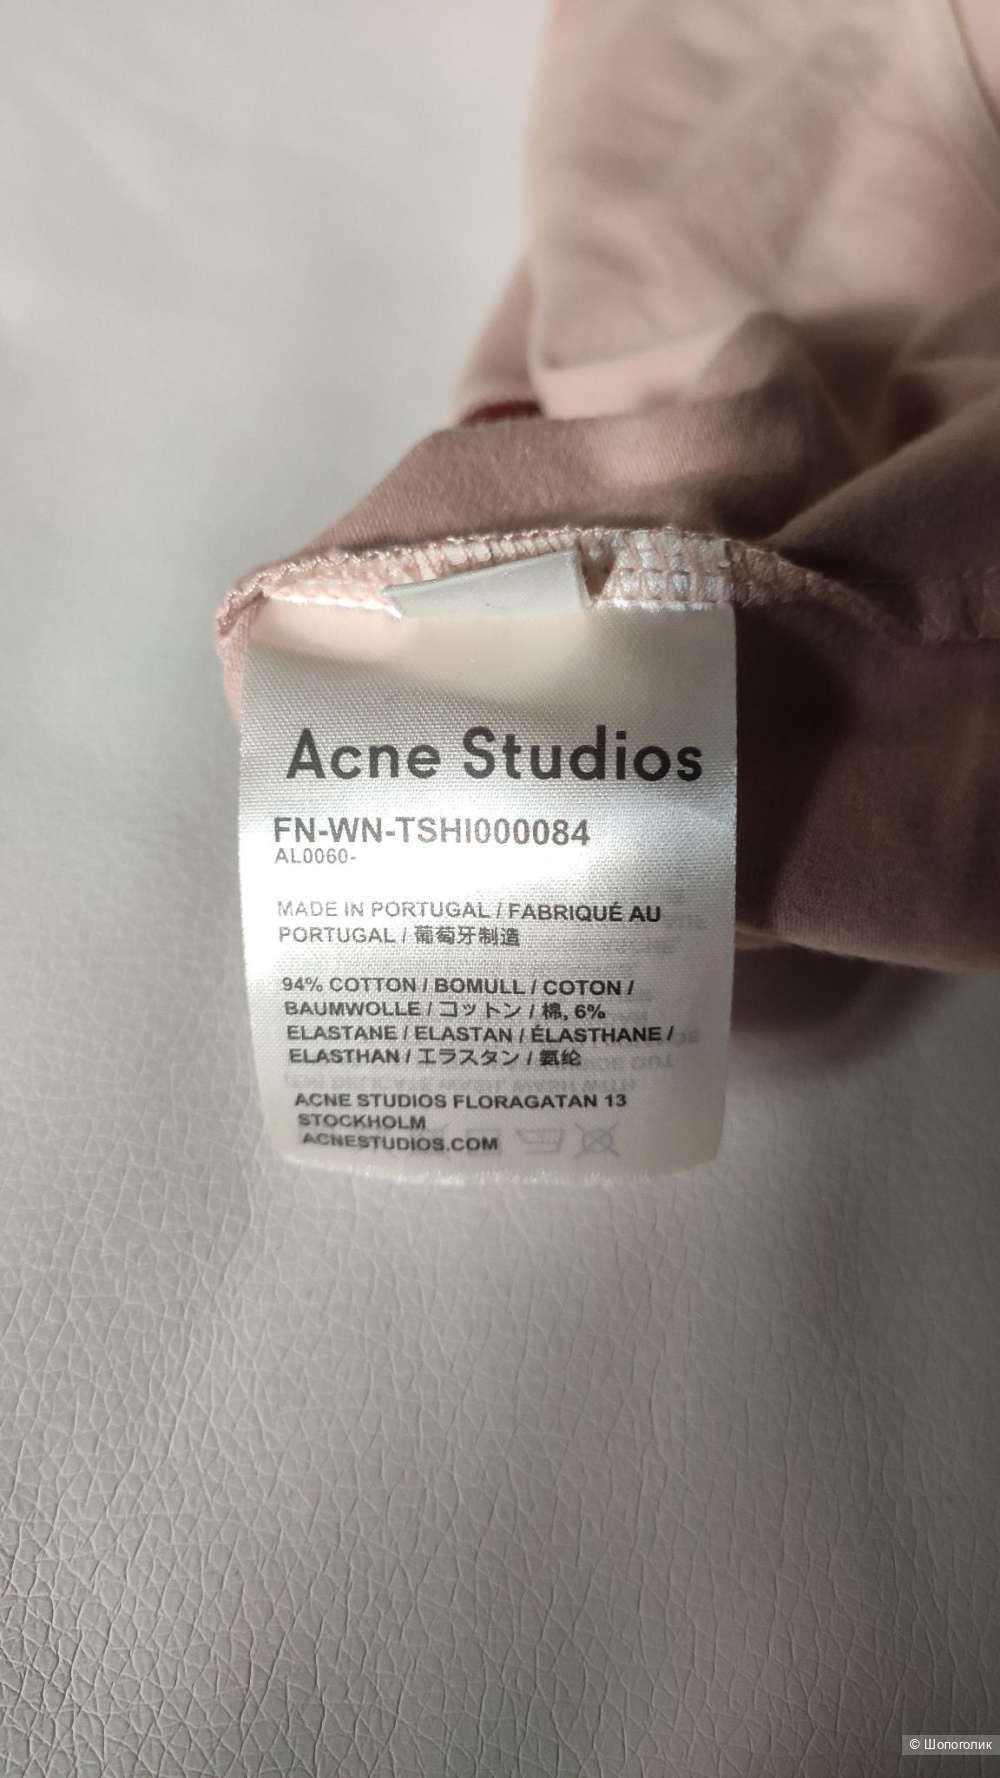 Acne Studios
FN-WN-TSHI000084
AL0060-
MADE IN PORTUGAL / FABRIQUÉ AU
PORTUGAL / 葡萄牙制造
94% COTTON / BOMULL / COTON /
BAUMWOLLE / コットン / 棉, 6%
ELASTANE / ELASTAN / ÉLASTHANE /
ELASTHAN / エラスタン / 氨纶
ACNE STUDIOS FLORAGATAN 13
STOCKHOLM
ACNESTUDIOS.COM
© Шопоголик